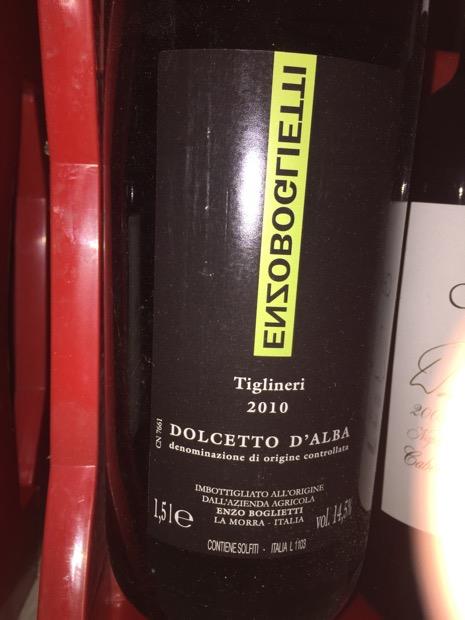 ENZOBOGLIETTI
Tiglineri
2010
CN 7661
DOLCETTO D'ALBA
denominazione di origine controllata
IMBOTTIGLIATO ALL'ORIGINE
DALL'AZIENDA AGRICOLA
ENZO BOGLIETTI
LA MORRA - ITALIA
1,5 l e
vol. 14,5%
CONTIENE SOLFITI - ITALIA L 1103